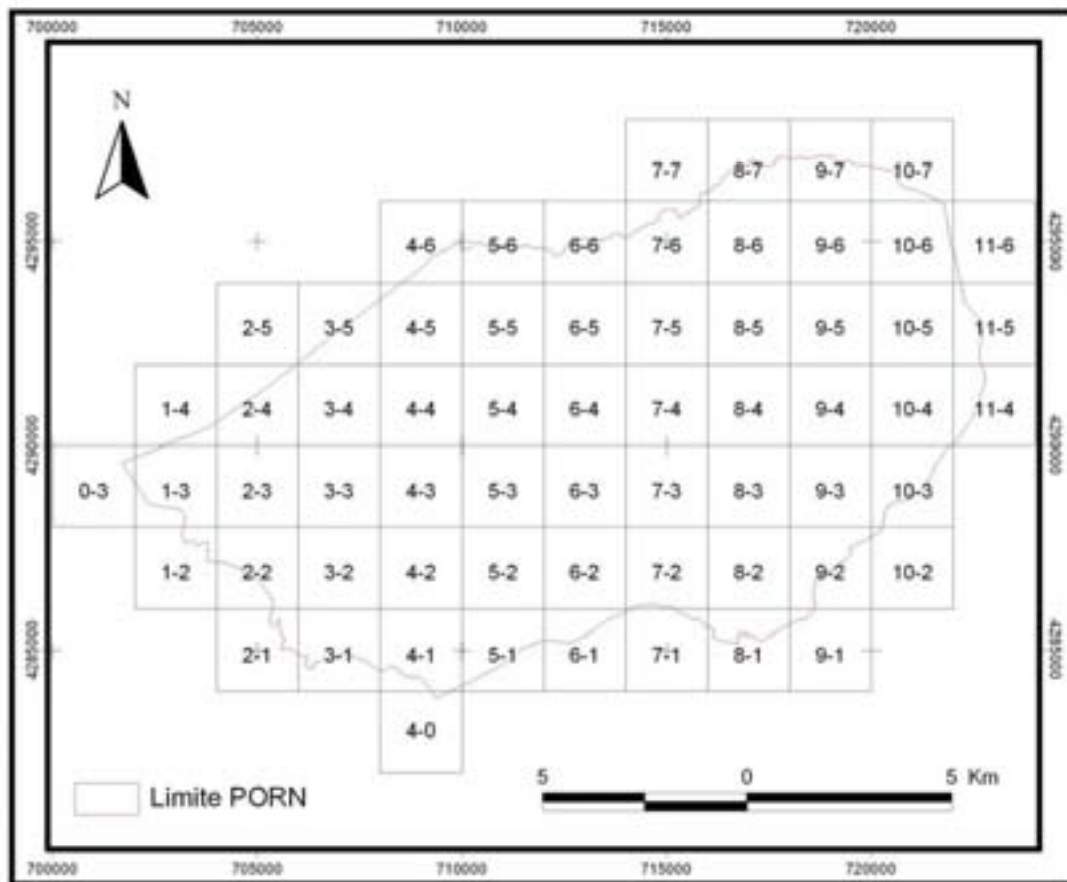 700000 705000 710000 715000 720000
N
7-7 8-7 9-7 10-7
4295000 4-6 5-6 6-6 7-6 8-6 9-6 10-6 11-6 4295000
2-5 3-5 4-5 5-5 6-5 7-5 8-5 9-5 10-5 11-5
1-4 2-4 3-4 4-4 5-4 6-4 7-4 8-4 9-4 10-4 11-4
4290000 4290000
0-3 1-3 2-3 3-3 4-3 5-3 6-3 7-3 8-3 9-3 10-3
1-2 2-2 3-2 4-2 5-2 6-2 7-2 8-2 9-2 10-2
4285000 2-1 3-1 4-1 5-1 6-1 7-1 8-1 9-1 4285000
4-0
5 0 5 Km
Limite PORN
700000 705000 710000 715000 720000